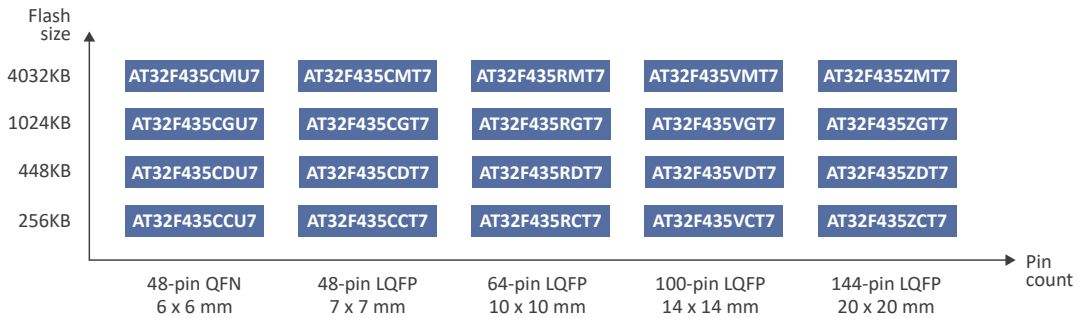 Flash
size
4032KB AT32F435CMU7 AT32F435CMT7 AT32F435RMT7 AT32F435VMT7 AT32F435ZMT7
1024KB AT32F435CGU7 AT32F435CGT7 AT32F435RGT7 AT32F435VGT7 AT32F435ZGT7
448KB AT32F435CDU7 AT32F435CDT7 AT32F435RDT7 AT32F435VDT7 AT32F435ZDT7
256KB AT32F435CCU7 AT32F435CCT7 AT32F435RCT7 AT32F435VCT7 AT32F435ZCT7
Pin
count
48-pin QFN 48-pin LQFP 64-pin LQFP 100-pin LQFP 144-pin LQFP
6 x 6 mm 7 x 7 mm 10 x 10 mm 14 x 14 mm 20 x 20 mm